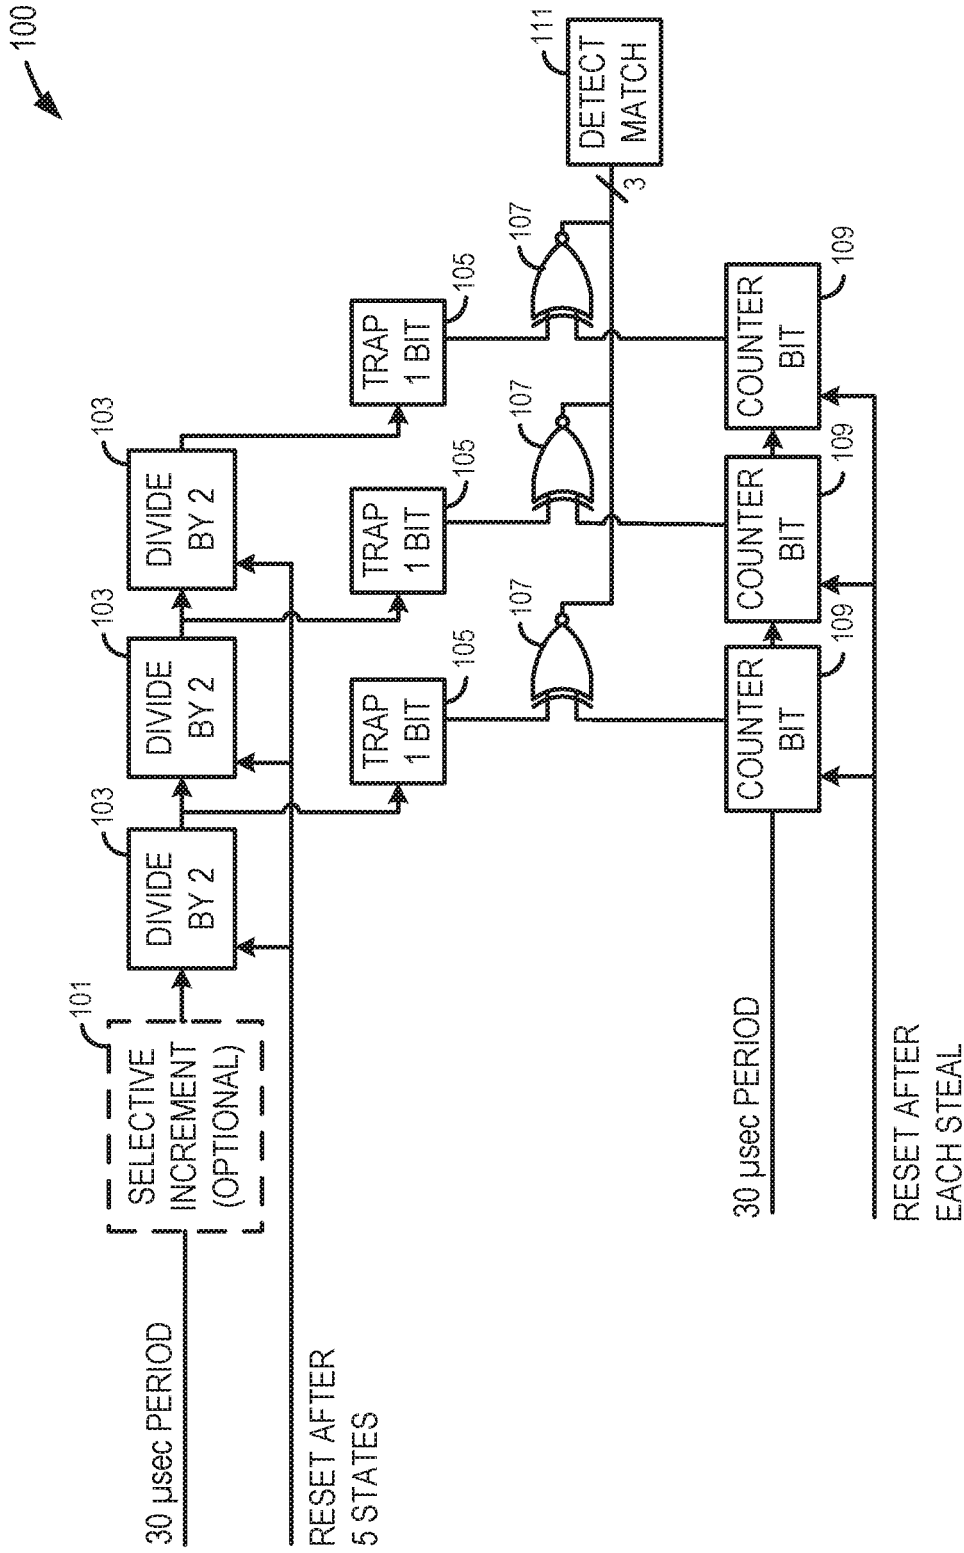 100
30 µsec PERIOD
RESET AFTER
5 STATES
101
SELECTIVE
INCREMENT
(OPTIONAL)
103
DIVIDE
BY 2
103
DIVIDE
BY 2
103
DIVIDE
BY 2
TRAP
1 BIT
105
TRAP
1 BIT
105
TRAP
1 BIT
105
107
107
107
3
111
DETECT
MATCH
30 µsec PERIOD
RESET AFTER
EACH STEAL
COUNTER
BIT
109
COUNTER
BIT
109
COUNTER
BIT
109